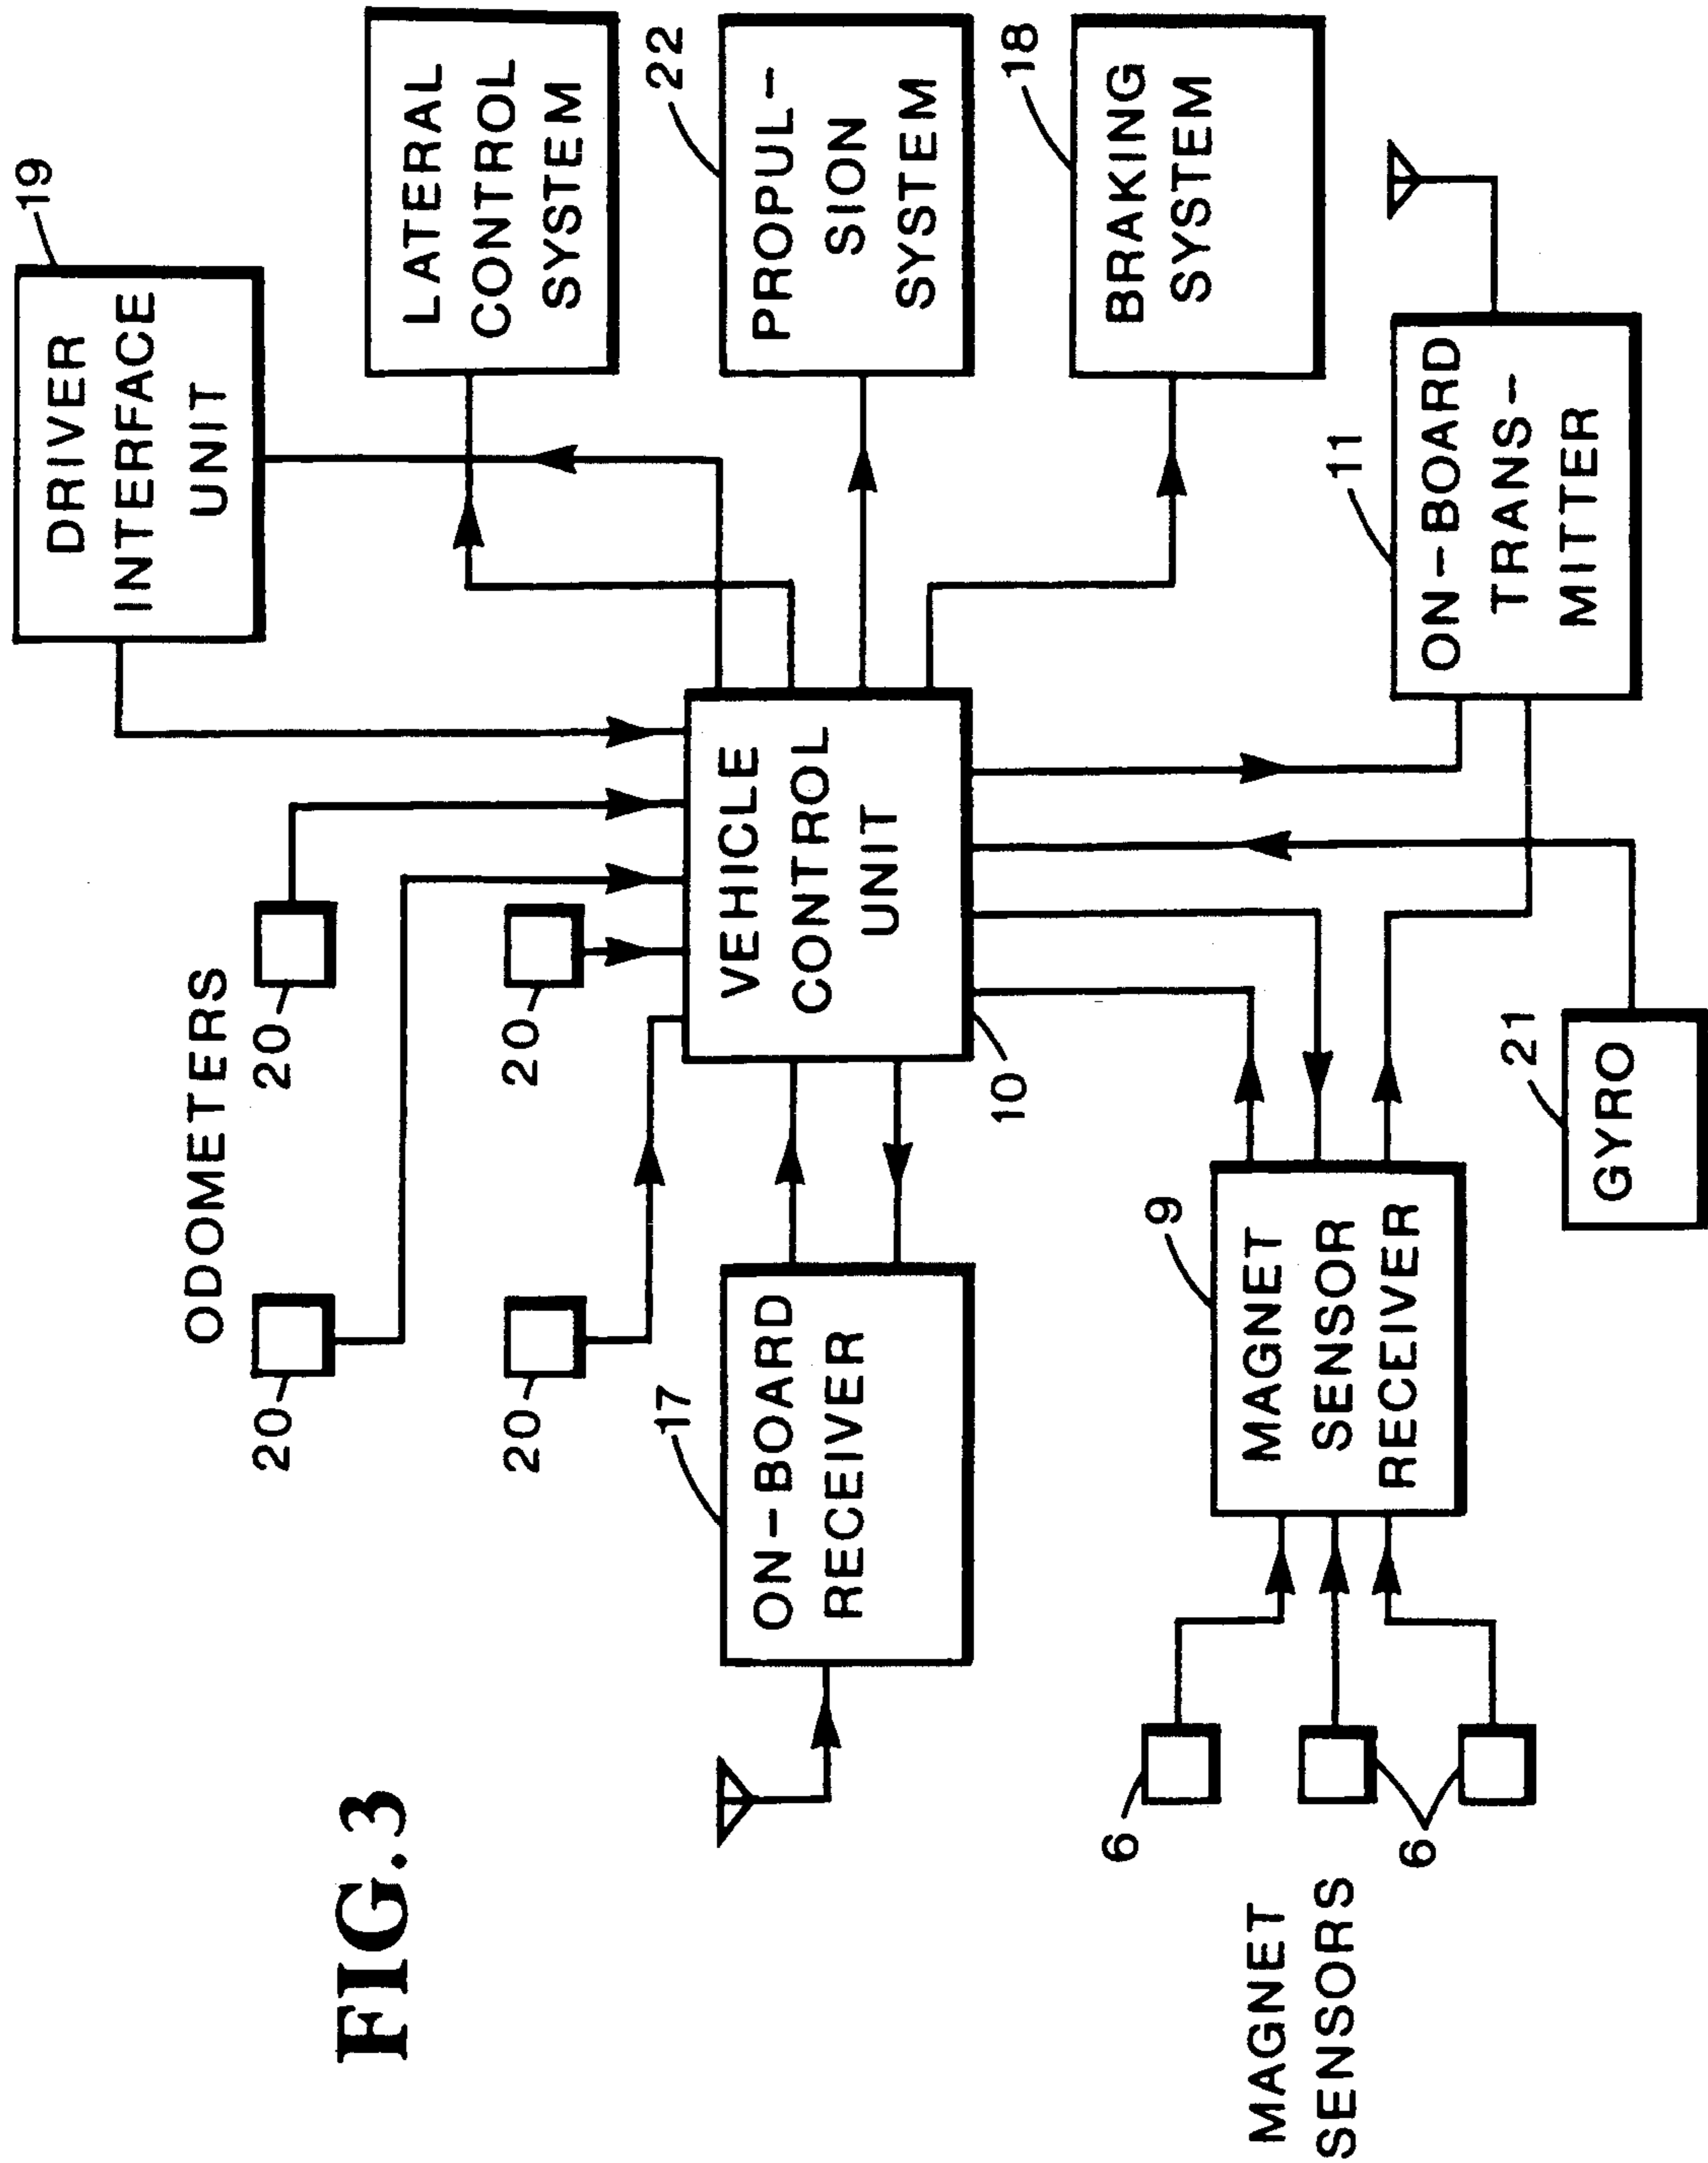 FIG.3
ODOMETERS
20
20
20
20
DRIVER
INTERFACE
UNIT
19
LATERAL
CONTROL
SYSTEM
PROPUL-
SION
SYSTEM
22
BRAKING
SYSTEM
18
VEHICLE
CONTROL
UNIT
10
ON-BOARD
RECEIVER
17
ON-BOARD
TRANS-
MITTER
11
MAGNET
SENSOR
RECEIVER
9
GYRO
21
MAGNET
SENSORS
6
6